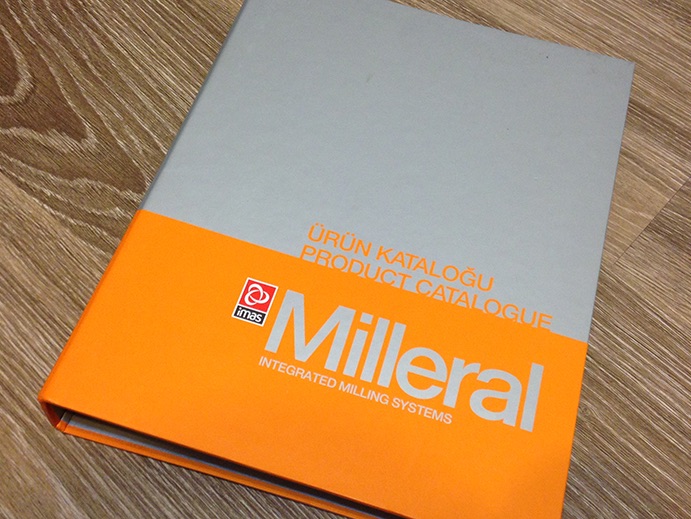 ÜRÜN KATALOĞU
PRODUCT CATALOGUE
imas
Milleral
INTEGRATED MILLING SYSTEMS